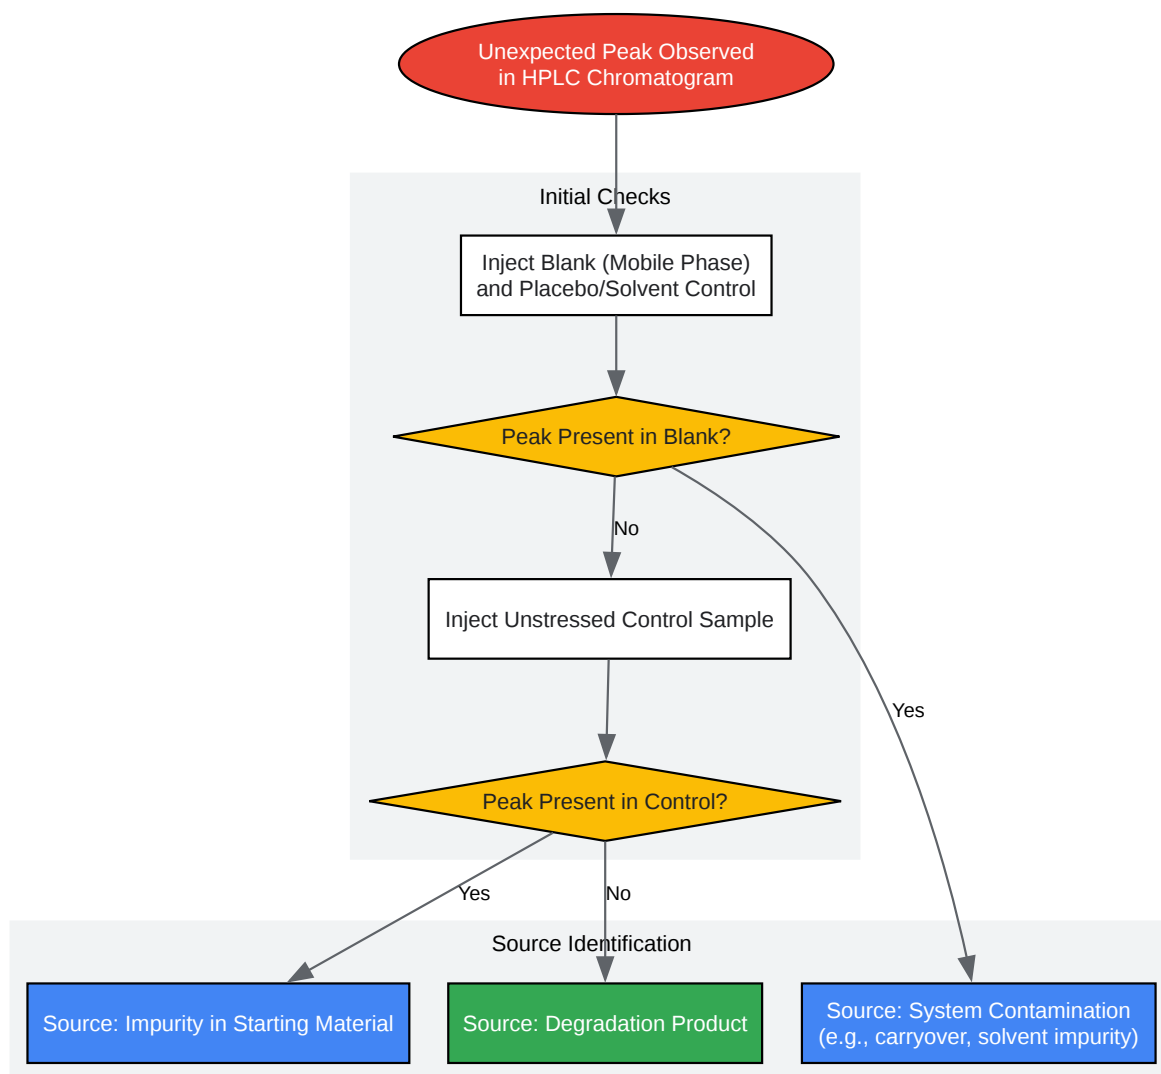 Unexpected Peak Observed
in HPLC Chromatogram
Initial Checks
Inject Blank (Mobile Phase)
and Placebo/Solvent Control
Peak Present in Blank?
No
Inject Unstressed Control Sample
Yes
Peak Present in Control?
Yes
No
Source Identification
Source: Impurity in Starting Material
Source: Degradation Product
Source: System Contamination
(e.g., carryover, solvent impurity)